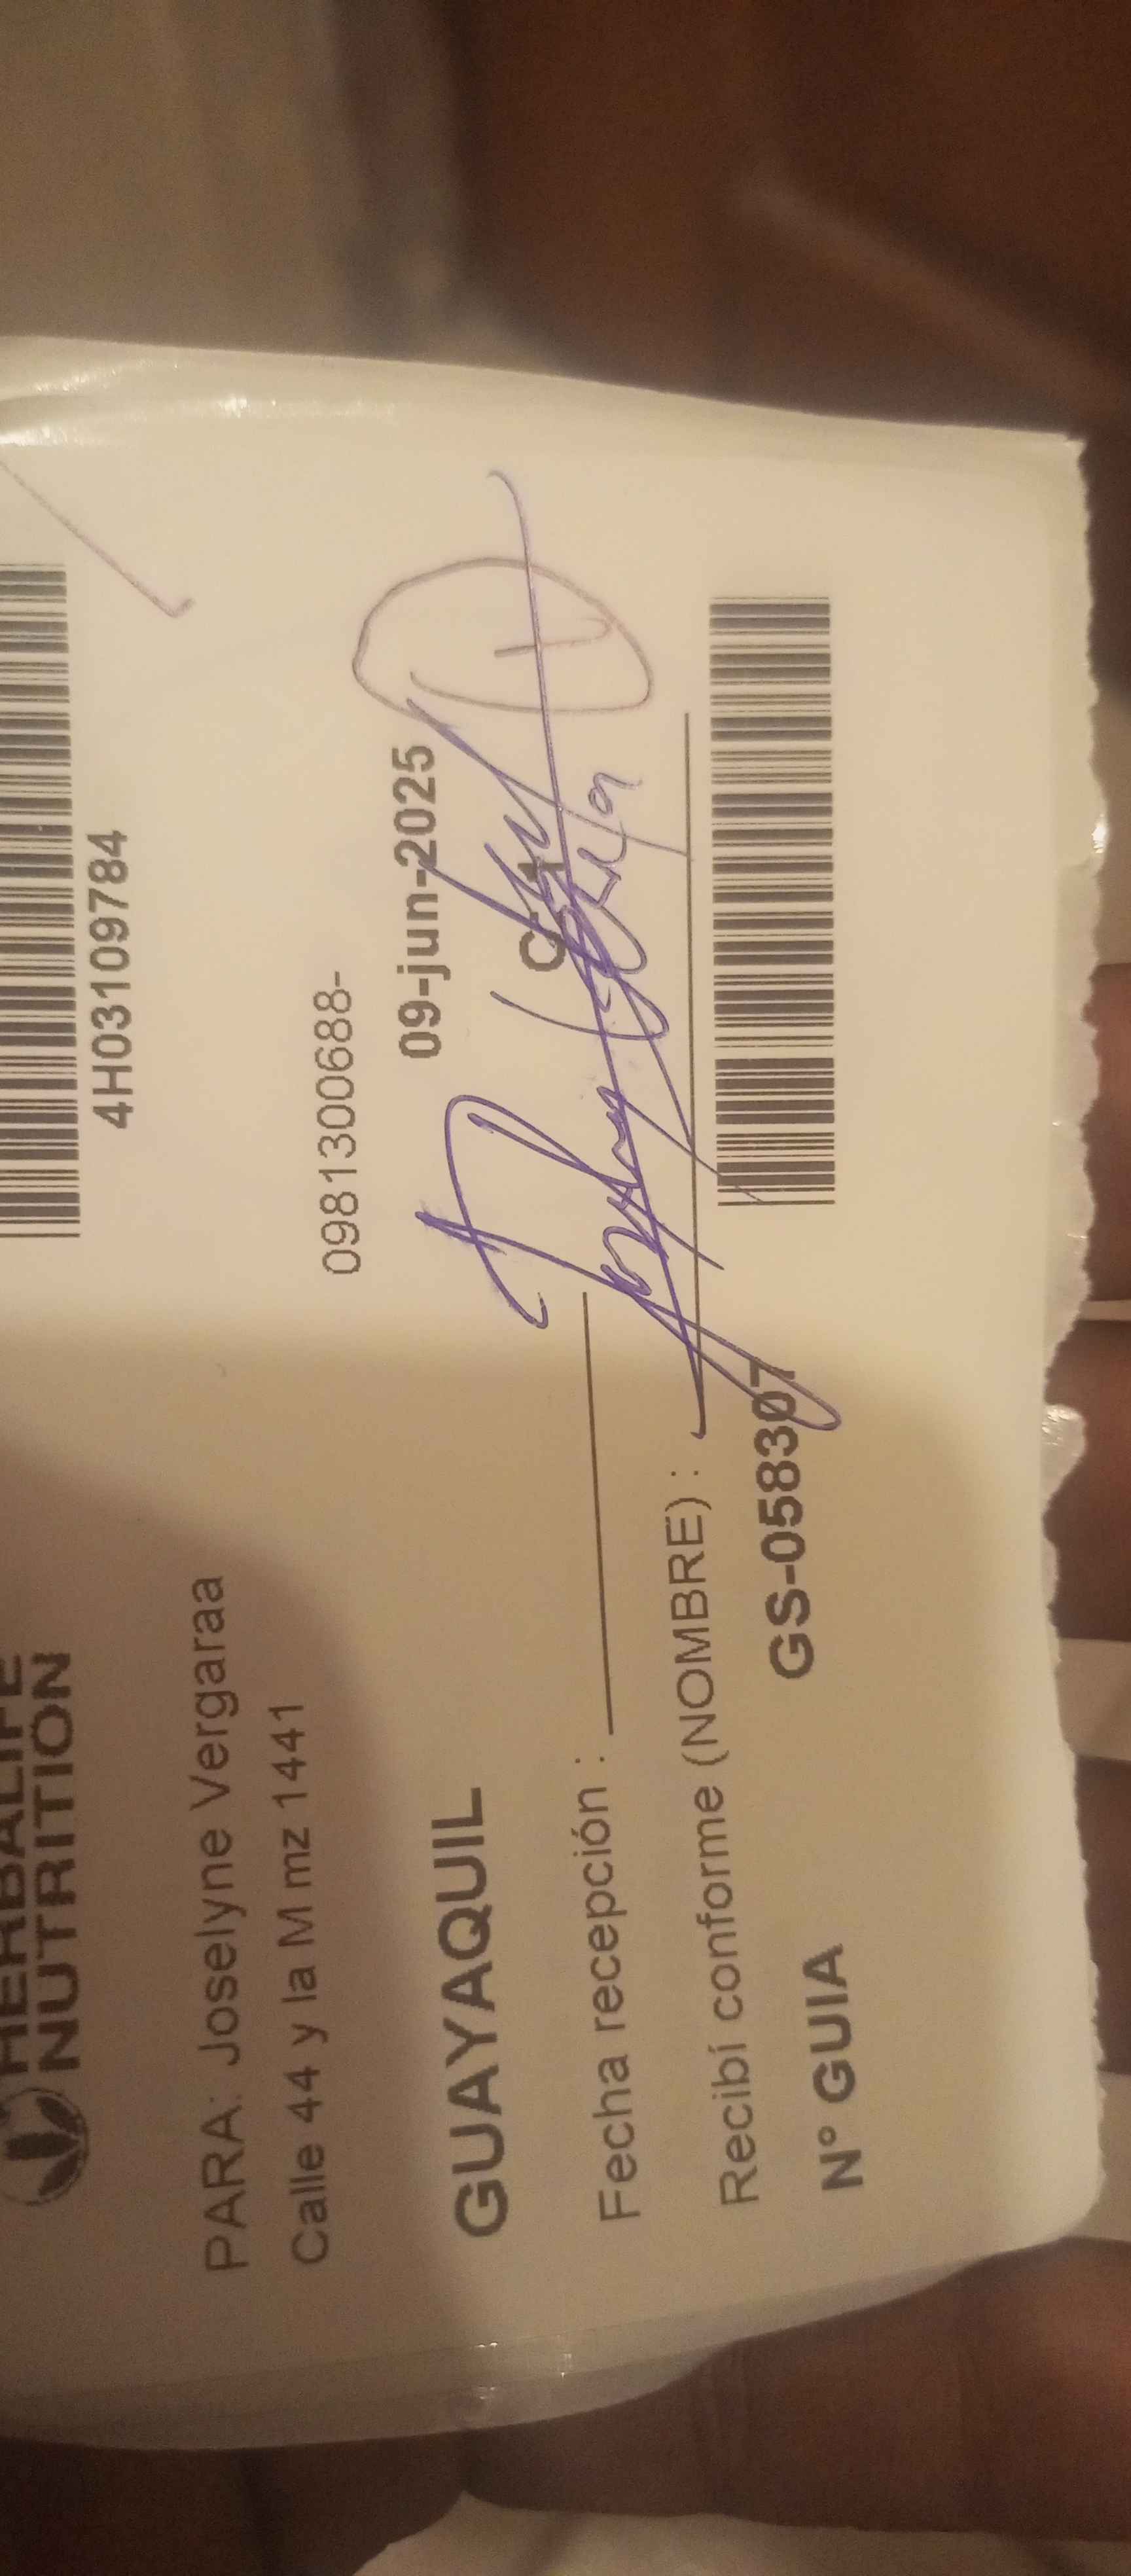 HERBALIFE
NUTRITION
4H03109784
PARA: Joselyne Vergaraa
Calle 44 y la M mz 1441
0981300688-
GUAYAQUIL
09-jun-2025
Fecha recepción :
Recibí conforme (NOMBRE) :
N° GUIA GS-058307